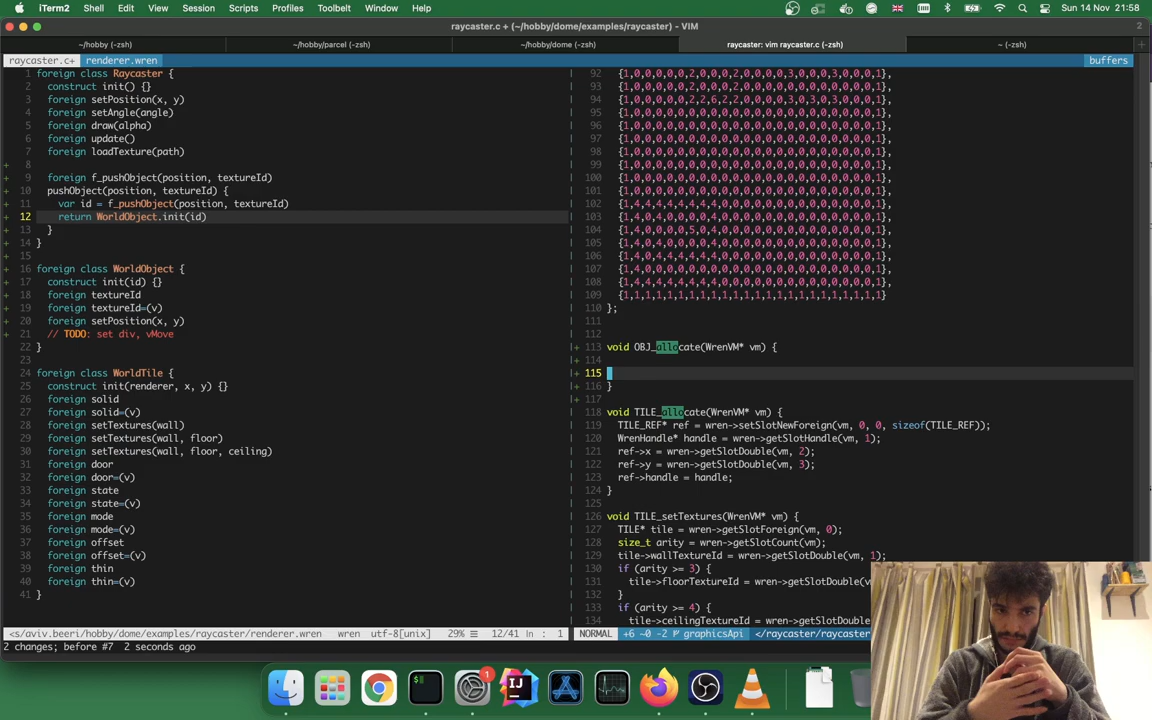 iTerm2 Shell Edit View Session Scripts Profiles Toolbelt Window Help Sun 14 Nov 21:58
raycaster.c + (~/hobby/dome/examples/raycaster) - VIM
~/hobby (-zsh) ~/hobby/parcel (-zsh) ~/hobby/dome (-zsh) raycaster: vim raycaster.c (-zsh) ~ (-zsh)
raycaster.c+ renderer.wren buffers
1 foreign class Raycaster {
2 construct init() {}
3 foreign setPosition(x, y)
4 foreign setAngle(angle)
5 foreign draw(alpha)
6 foreign update()
7 foreign loadTexture(path)
+ 8
+ 9 foreign f_pushObject(position, textureId)
+ 10 pushObject(position, textureId) {
+ 11 var id = f_pushObject(position, textureId)
+ 12 return WorldObject.init(id)
+ 13 }
+ 14 }
+ 15
+ 16 foreign class WorldObject {
+ 17 construct init(id) {}
+ 18 foreign textureId
+ 19 foreign textureId=(v)
+ 20 foreign setPosition(x, y)
+ 21 // TODO: set div, vMove
22 }
23
24 foreign class WorldTile {
25 construct init(renderer, x, y) {}
26 foreign solid
27 foreign solid=(v)
28 foreign setTextures(wall)
29 foreign setTextures(wall, floor)
30 foreign setTextures(wall, floor, ceiling)
31 foreign door
32 foreign door=(v)
33 foreign state
34 foreign state=(v)
35 foreign mode
36 foreign mode=(v)
37 foreign offset
38 foreign offset=(v)
39 foreign thin
40 foreign thin=(v)
41 }
<s/aviv.beeri/hobby/dome/examples/raycaster/renderer.wren wren utf-8[unix] 29% ☰ 12/41 ln : 1
2 changes; before #7 2 seconds ago
92 {1,0,0,0,0,0,2,0,0,0,2,0,0,0,0,3,0,0,0,3,0,0,0,1},
93 {1,0,0,0,0,0,2,0,0,0,2,0,0,0,0,0,0,0,0,0,0,0,0,1},
94 {1,0,0,0,0,0,2,2,6,2,2,0,0,0,0,3,0,3,0,3,0,0,0,1},
95 {1,0,0,0,0,0,0,0,0,0,0,0,0,0,0,0,0,0,0,0,0,0,0,1},
96 {1,0,0,0,0,0,0,0,0,0,0,0,0,0,0,0,0,0,0,0,0,0,0,1},
97 {1,0,0,0,0,0,0,0,0,0,0,0,0,0,0,0,0,0,0,0,0,0,0,1},
98 {1,0,0,0,0,0,0,0,0,0,0,0,0,0,0,0,0,0,0,0,0,0,0,1},
99 {1,0,0,0,0,0,0,0,0,0,0,0,0,0,0,0,0,0,0,0,0,0,0,1},
100 {1,0,0,0,0,0,0,0,0,0,0,0,0,0,0,0,0,0,0,0,0,0,0,1},
101 {1,0,0,0,0,0,0,0,0,0,0,0,0,0,0,0,0,0,0,0,0,0,0,1},
102 {1,4,4,4,4,4,4,4,4,0,0,0,0,0,0,0,0,0,0,0,0,0,0,1},
103 {1,4,0,4,0,0,0,0,4,0,0,0,0,0,0,0,0,0,0,0,0,0,0,1},
104 {1,4,0,0,0,0,5,0,4,0,0,0,0,0,0,0,0,0,0,0,0,0,0,1},
105 {1,4,0,4,0,0,0,0,4,0,0,0,0,0,0,0,0,0,0,0,0,0,0,1},
106 {1,4,0,4,4,4,4,4,4,0,0,0,0,0,0,0,0,0,0,0,0,0,0,1},
107 {1,4,0,0,0,0,0,0,0,0,0,0,0,0,0,0,0,0,0,0,0,0,0,1},
108 {1,4,4,4,4,4,4,4,4,0,0,0,0,0,0,0,0,0,0,0,0,0,0,1},
109 {1,1,1,1,1,1,1,1,1,1,1,1,1,1,1,1,1,1,1,1,1,1,1,1}
110 };
111
112
+ 113 void OBJ_allocate(WrenVM* vm) {
+ 114
+ 115
+ 116 }
+ 117
118 void TILE_allocate(WrenVM* vm) {
119 TILE_REF* ref = wren->setSlotNewForeign(vm, 0, 0, sizeof(TILE_REF));
120 WrenHandle* handle = wren->getSlotHandle(vm, 1);
121 ref->x = wren->getSlotDouble(vm, 2);
122 ref->y = wren->getSlotDouble(vm, 3);
123 ref->handle = handle;
124 }
125
126 void TILE_setTextures(WrenVM* vm) {
127 TILE* tile = wren->getSlotForeign(vm, 0);
128 size_t arity = wren->getSlotCount(vm);
129 tile->wallTextureId = wren->getSlotDouble(vm, 1);
130 if (arity >= 3) {
131 tile->floorTextureId = wren->getSlotDouble(v
132 }
133 if (arity >= 4) {
134 tile->ceilingTextureId = wren->getSlotDouble
NORMAL +6 ~0 -2 graphicsApi </raycaster/raycaster